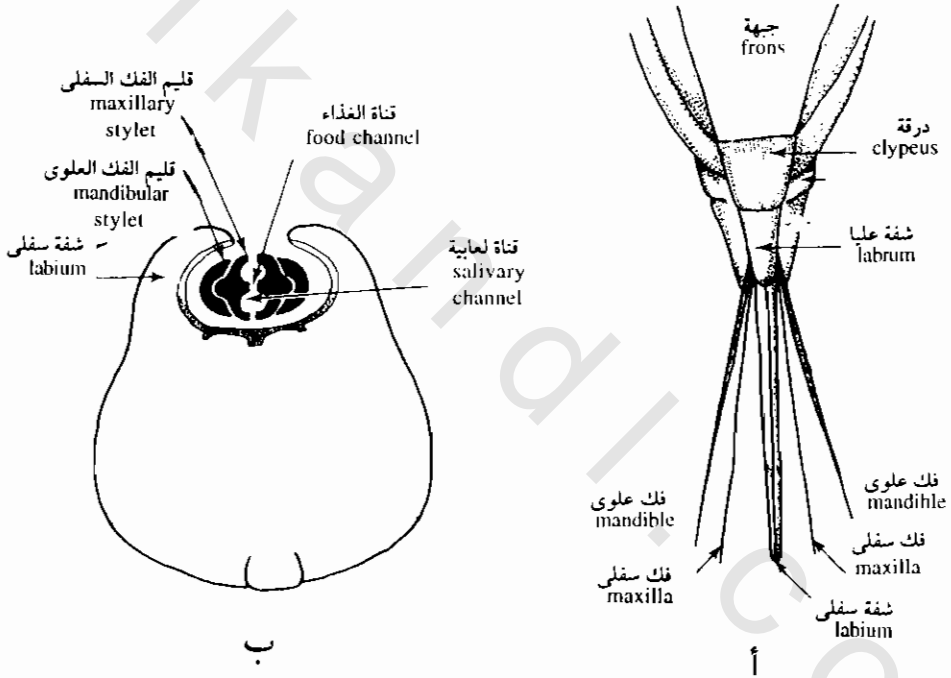 جبهة
frons
قليم الفك السفلى
maxillary
stylet
قناة الغذاء
food channel
درقة
clypeus
قليم الفك العلوى
mandibular
stylet
شفة سفلى
labium
قناة لعابية
salivary
channel
شفة عليا
labrum
فك علوى
mandible
فك علوى
mandihle
فك سفلى
maxilla
فك سفلى
maxilla
شفة سفلى
labium
ب
أ